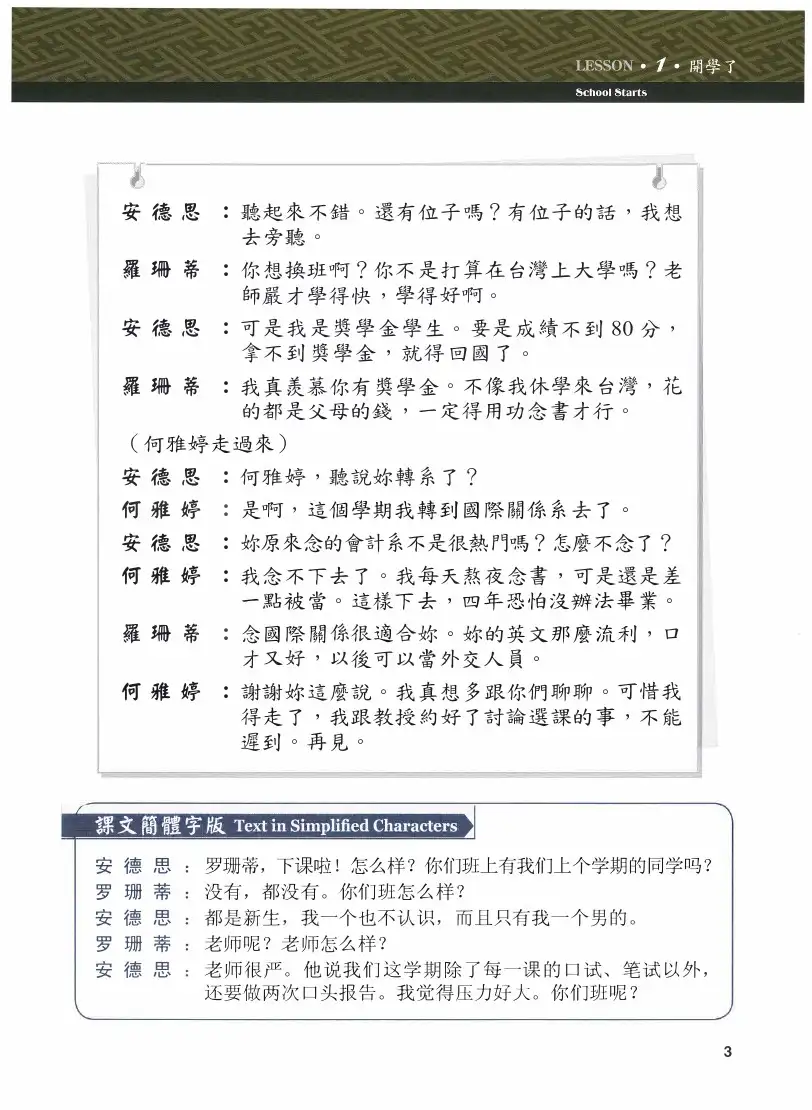 LESSON • 1 • 開學了
School Starts
安德思：聽起來不錯。還有位子嗎？有位子的話，我想
去旁聽。
羅珊蒂：你想換班啊？你不是打算在台灣上大學嗎？老
師嚴才學得快，學得好啊。
安德思：可是我是獎學金學生。要是成績不到80分，
拿不到獎學金，就得回國了。
羅珊蒂：我真羨慕你有獎學金。不像我休學來台灣，花
的都是父母的錢，一定得用功念書才行。
（何雅婷走過來）
安德思：何雅婷，聽說妳轉系了？
何雅婷：是啊，這個學期我轉到國際關係系去了。
安德思：妳原來念的會計系不是很熱門嗎？怎麼不念了？
何雅婷：我念不下去了。我每天熬夜念書，可是還是差
一點被當。這樣下去，四年恐怕沒辦法畢業。
羅珊蒂：念國際關係很適合妳。妳的英文那麼流利，口
才又好，以後可以當外交人員。
何雅婷：謝謝妳這麼說。我真想多跟你們聊聊。可惜我
得走了，我跟教授約好了討論選課的事，不能
遲到。再見。
課文簡體字版 Text in Simplified Characters
安德思：罗珊蒂，下课啦！怎么样？你们班上有我们上个学期的同学吗？
罗珊蒂：没有，都没有。你们班怎么样？
安德思：都是新生，我一个也不认识，而且只有我一个男的。
罗珊蒂：老师呢？老师怎么样？
安德思：老师很严。他说我们这学期除了每一课的口试、笔试以外，
还要做两次口头报告。我觉得压力好大。你们班呢？
3